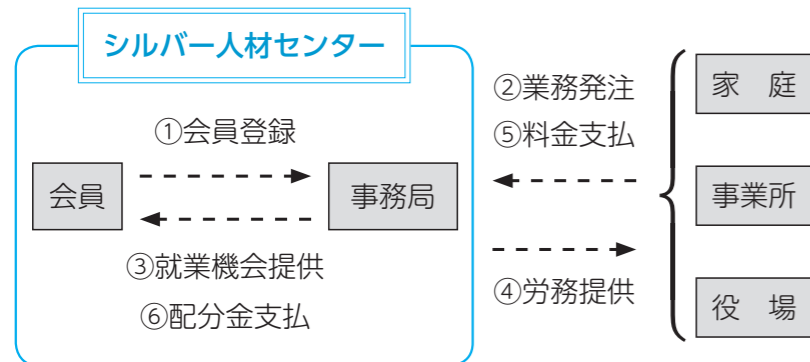 シルバー人材センター
①会員登録
会員
事務局
③就業機会提供
⑥配分金支払
②業務発注
⑤料金支払
④労務提供
家 庭
事業所
役 場